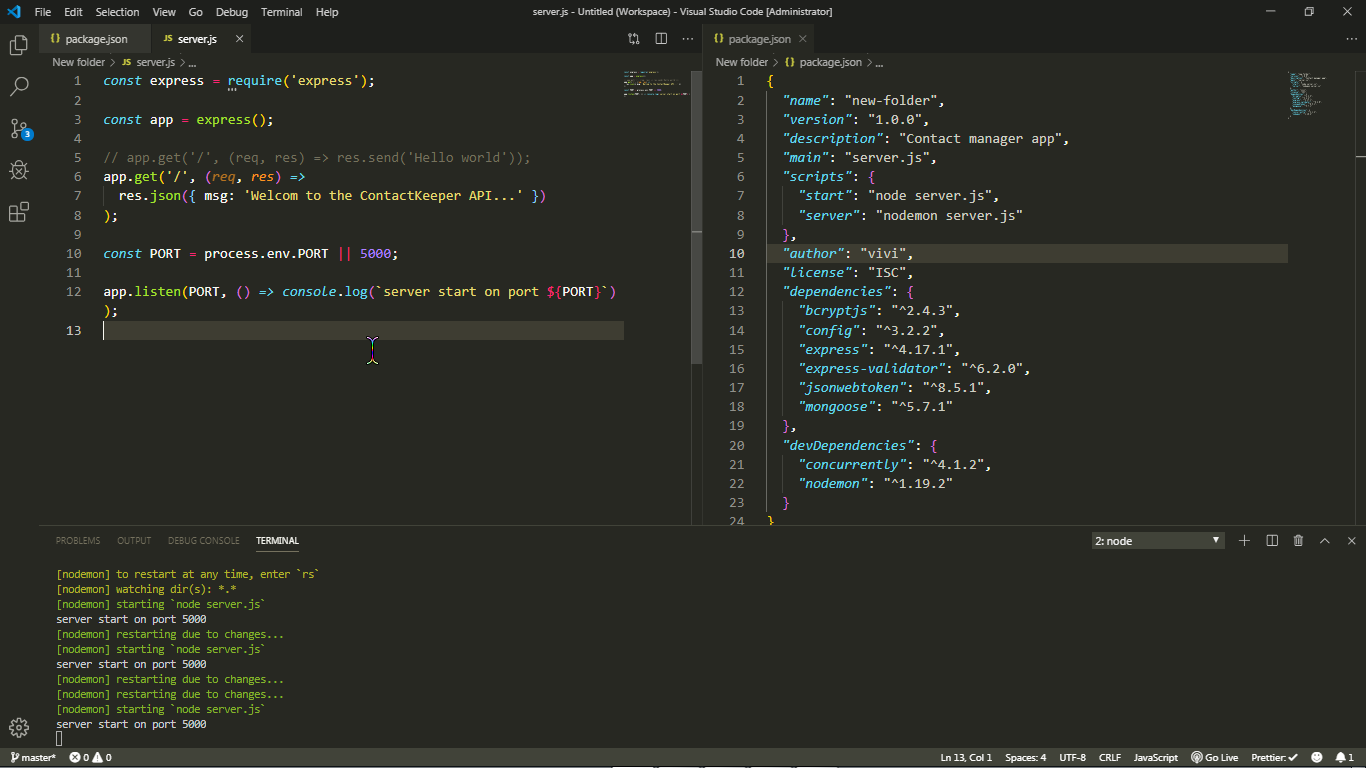 File Edit Selection View Go Debug Terminal Help
server.js - Untitled (Workspace) - Visual Studio Code [Administrator]
{} package.json
JS server.js
New folder > JS server.js > ...
1 const express = require('express');
2
3 const app = express();
4
5 // app.get('/', (req, res) => res.send('Hello world'));
6 app.get('/', (req, res) =>
7 res.json({ msg: 'Welcom to the ContactKeeper API...' })
8 );
9
10 const PORT = process.env.PORT || 5000;
11
12 app.listen(PORT, () => console.log(`server start on port ${PORT}`)
);
13
{} package.json
New folder > {} package.json > ...
1 {
2 "name": "new-folder",
3 "version": "1.0.0",
4 "description": "Contact manager app",
5 "main": "server.js",
6 "scripts": {
7 "start": "node server.js",
8 "server": "nodemon server.js"
9 },
10 "author": "vivi",
11 "license": "ISC",
12 "dependencies": {
13 "bcryptjs": "^2.4.3",
14 "config": "^3.2.2",
15 "express": "^4.17.1",
16 "express-validator": "^6.2.0",
17 "jsonwebtoken": "^8.5.1",
18 "mongoose": "^5.7.1"
19 },
20 "devDependencies": {
21 "concurrently": "^4.1.2",
22 "nodemon": "^1.19.2"
23 }
24 }
3
PROBLEMS OUTPUT DEBUG CONSOLE TERMINAL
2: node
[nodemon] to restart at any time, enter `rs`
[nodemon] watching dir(s): *.*
[nodemon] starting `node server.js`
server start on port 5000
[nodemon] restarting due to changes...
[nodemon] starting `node server.js`
server start on port 5000
[nodemon] restarting due to changes...
[nodemon] restarting due to changes...
[nodemon] starting `node server.js`
server start on port 5000
master* 0 0
Ln 13, Col 1 Spaces: 4 UTF-8 CRLF JavaScript Go Live Prettier: ✓ 1